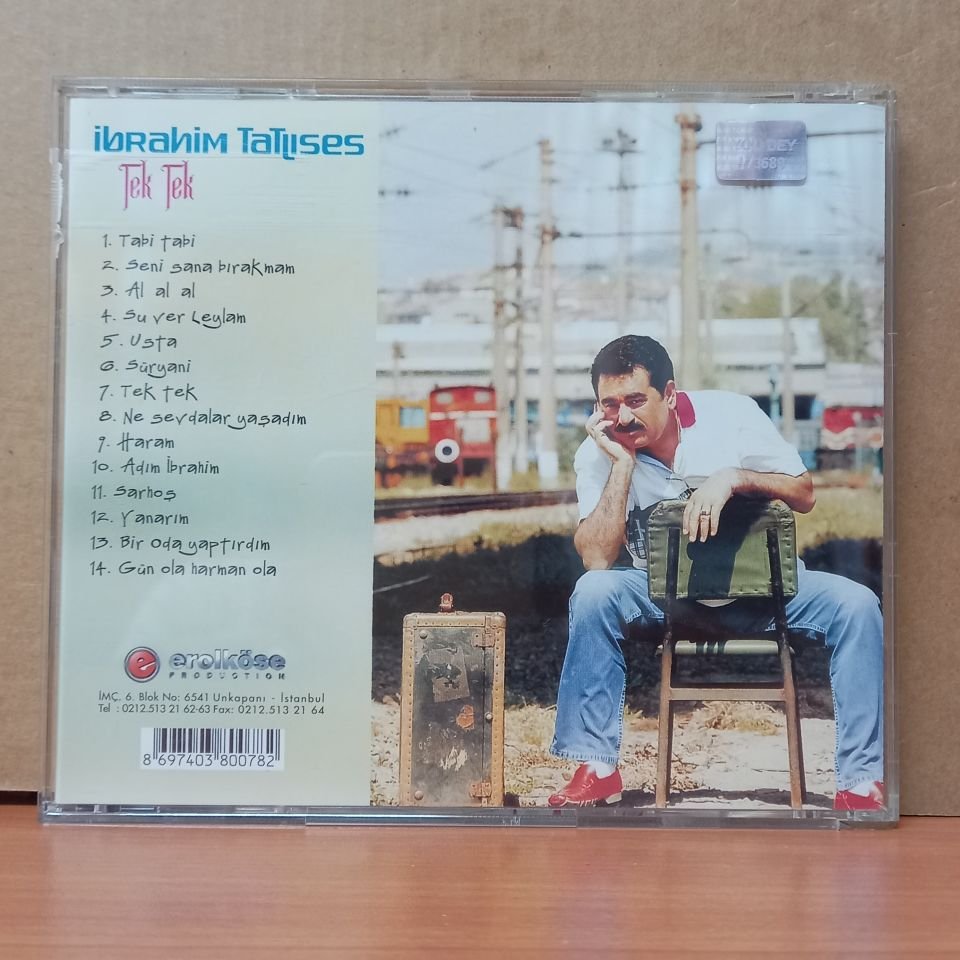 ibrahim Tatlıses
Tek Tek
1. Tabi tabi
2. Seni sana bırakmam
3. Al al al
4. Su ver Leylam
5. Usta
6. Süryani
7. Tek tek
8. Ne sevdalar yaşadım
9. Haram
10. Adım İbrahim
11. Sarhoş
12. Yanarım
13. Bir Oda yaptırdım
14. Gün ola harman ola
e erolköse
PRODUCTION
İMÇ. 6. Blok No: 6541 Unkapanı - İstanbul
Tel : 0212.513 21 62-63 Fax: 0212.513 21 64
8 697403 800782